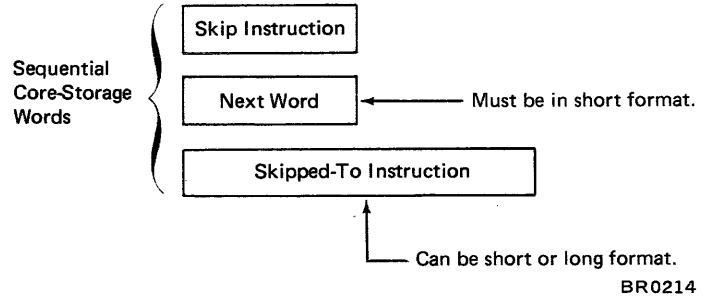 Skip Instruction
Sequential
Core-Storage
Words
Next Word
Must be in short format.
Skipped-To Instruction
Can be short or long format.
BR0214